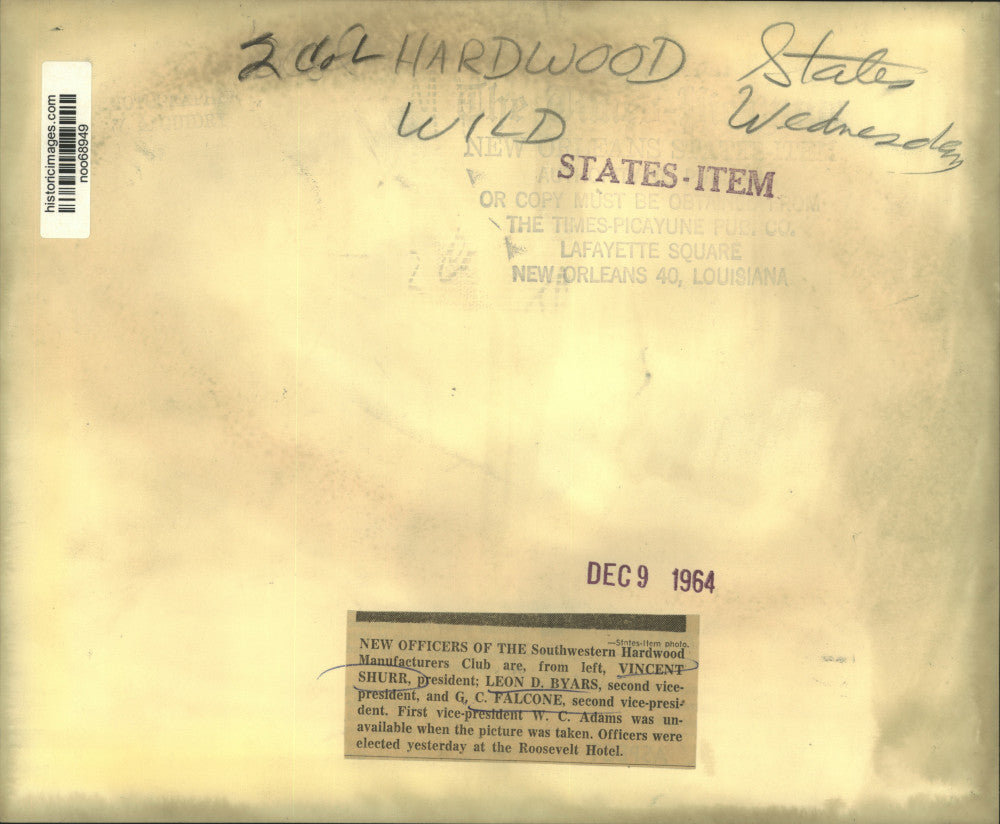 2 col HARDWOOD States
WILD Wednesday
historicimages.com
noo68949
NEW ORLEANS STATES-ITEM
STATES-ITEM
OR COPY MUST BE OBTAINED FROM
THE TIMES-PICAYUNE PUB. CO.
LAFAYETTE SQUARE
NEW ORLEANS 40, LOUISIANA
DEC 9 1964
—States-Item photo.
NEW OFFICERS OF THE Southwestern Hardwood
Manufacturers Club are, from left, VINCENT
SHURR, president; LEON D. BYARS, second vice-
president, and G. C. FALCONE, second vice-presi-
dent. First vice-president W. C. Adams was un-
available when the picture was taken. Officers were
elected yesterday at the Roosevelt Hotel.